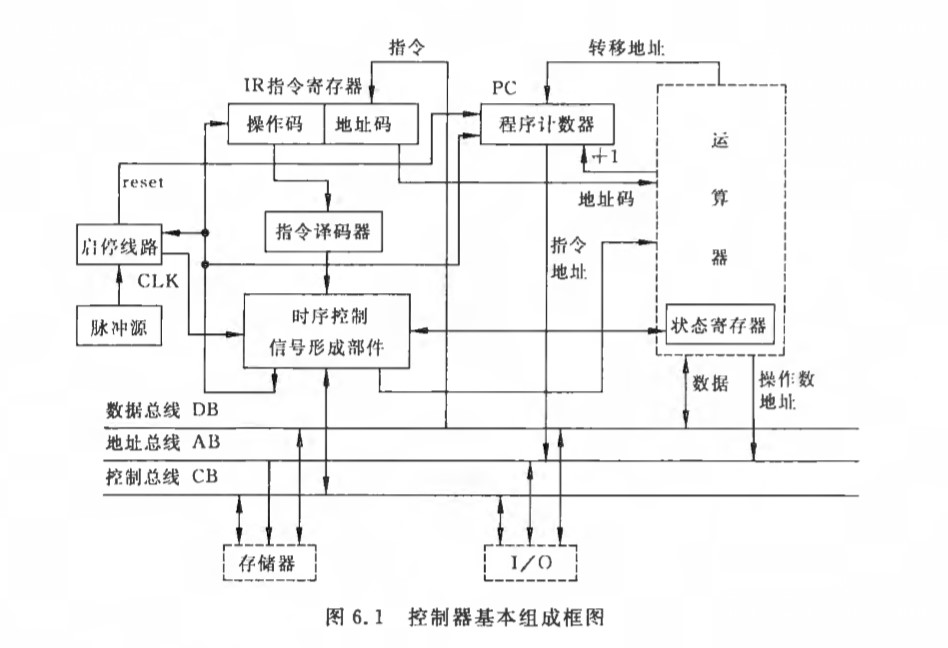 指令
转移地址
IR指令寄存器
PC
操作码
地址码
程序计数器
运算器
+1
reset
地址码
指令译码器
启停线路
指令地址
CLK
脉冲源
时序控制
信号形成部件
状态寄存器
数据
操作数
地址
数据总线 DB
地址总线 AB
控制总线 CB
存储器
I/O
图 6.1 控制器基本组成框图